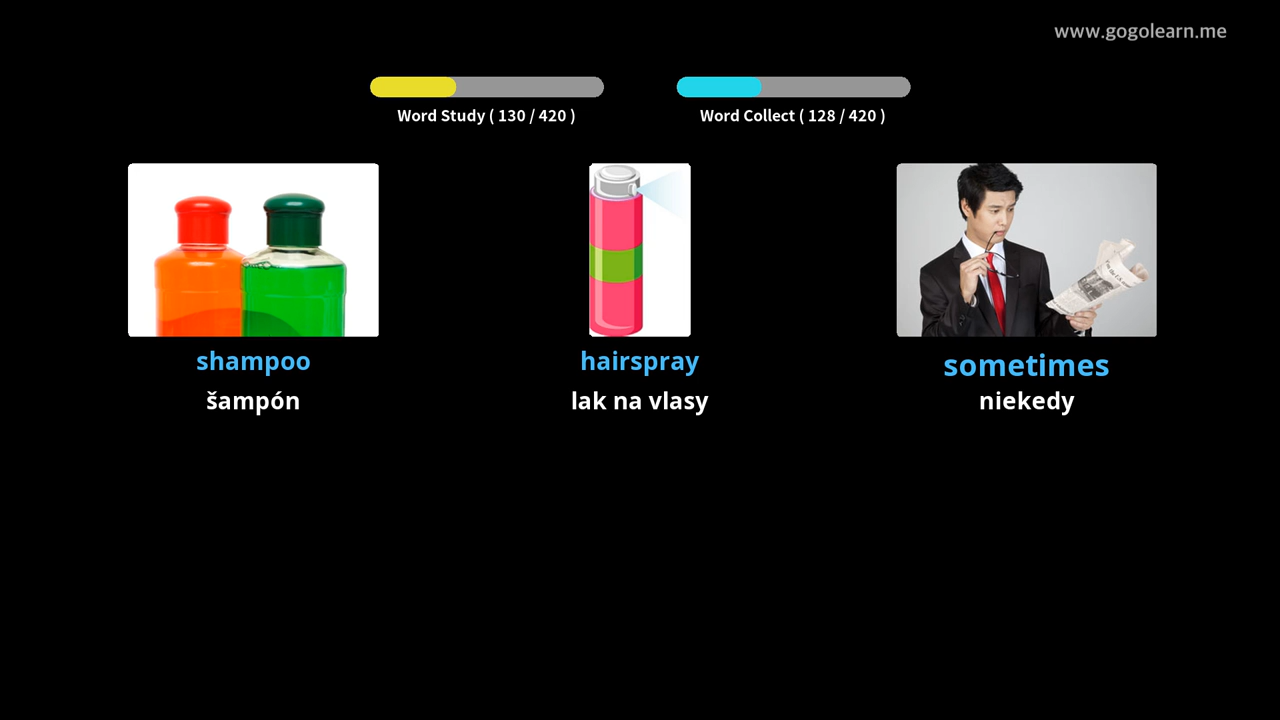 www.gogolearn.me
Word Study ( 130 / 420 )
Word Collect ( 128 / 420 )
shampoo
hairspray
sometimes
šampón
lak na vlasy
niekedy